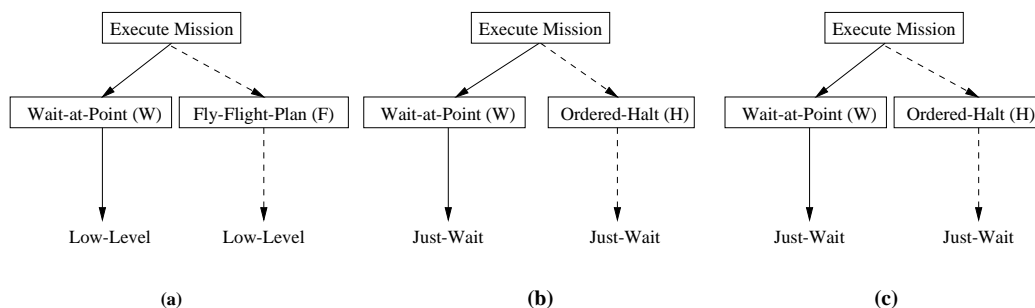 Execute Mission
Execute Mission
Execute Mission
Wait-at-Point (W)
Fly-Flight-Plan (F)
Wait-at-Point (W)
Ordered-Halt (H)
Wait-at-Point (W)
Ordered-Halt (H)
Low-Level
Low-Level
Just-Wait
Just-Wait
Just-Wait
Just-Wait
(a)
(b)
(c)